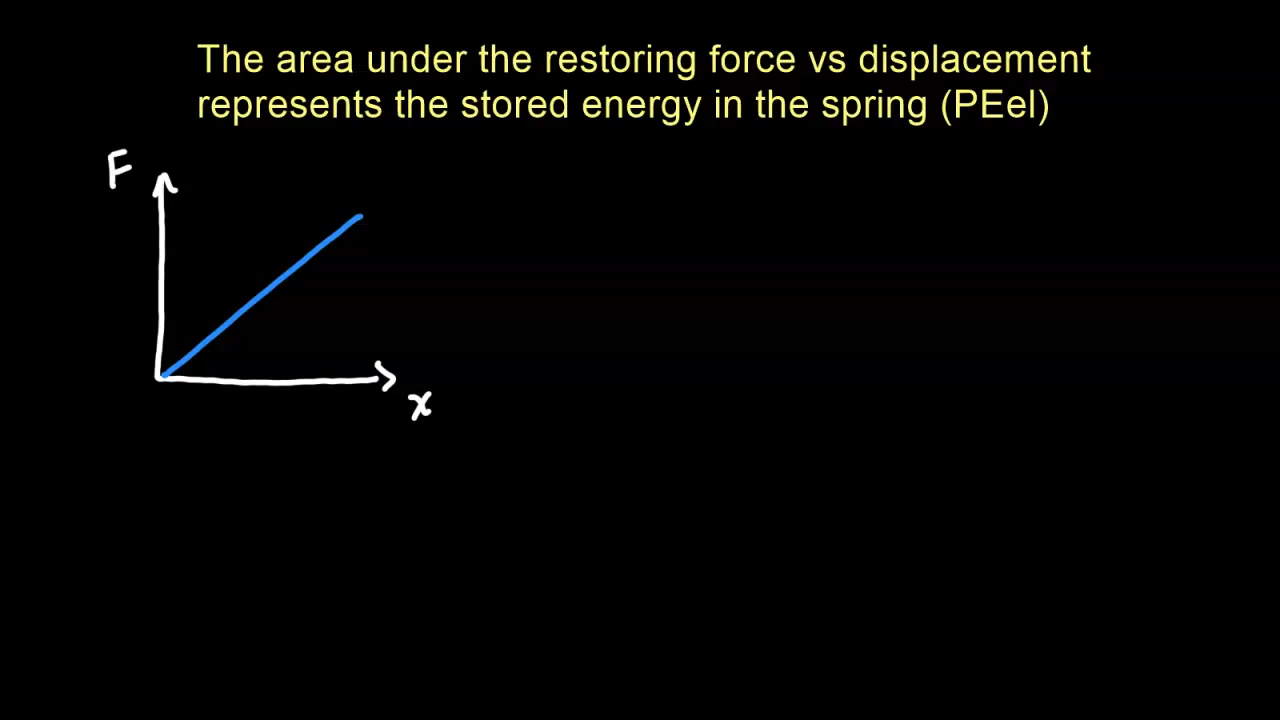 The area under the restoring force vs displacement
represents the stored energy in the spring (PEel)
F
x